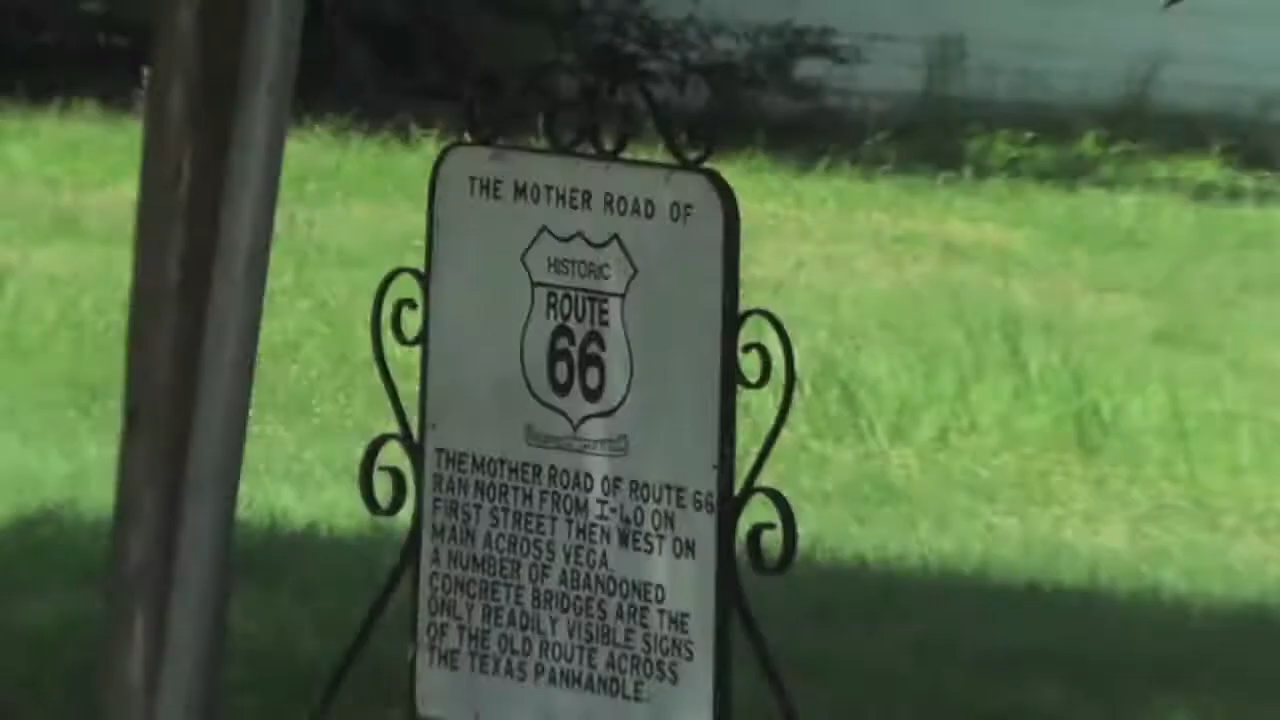 THE MOTHER ROAD OF
HISTORIC
ROUTE
66
THE MOTHER ROAD OF ROUTE 66
RAN NORTH FROM I-40 ON
FIRST STREET THEN WEST ON
MAIN ACROSS VEGA.
A NUMBER OF ABANDONED
CONCRETE BRIDGES ARE THE
ONLY READILY VISIBLE SIGNS
OF THE OLD ROUTE ACROSS
THE TEXAS PANHANDLE.